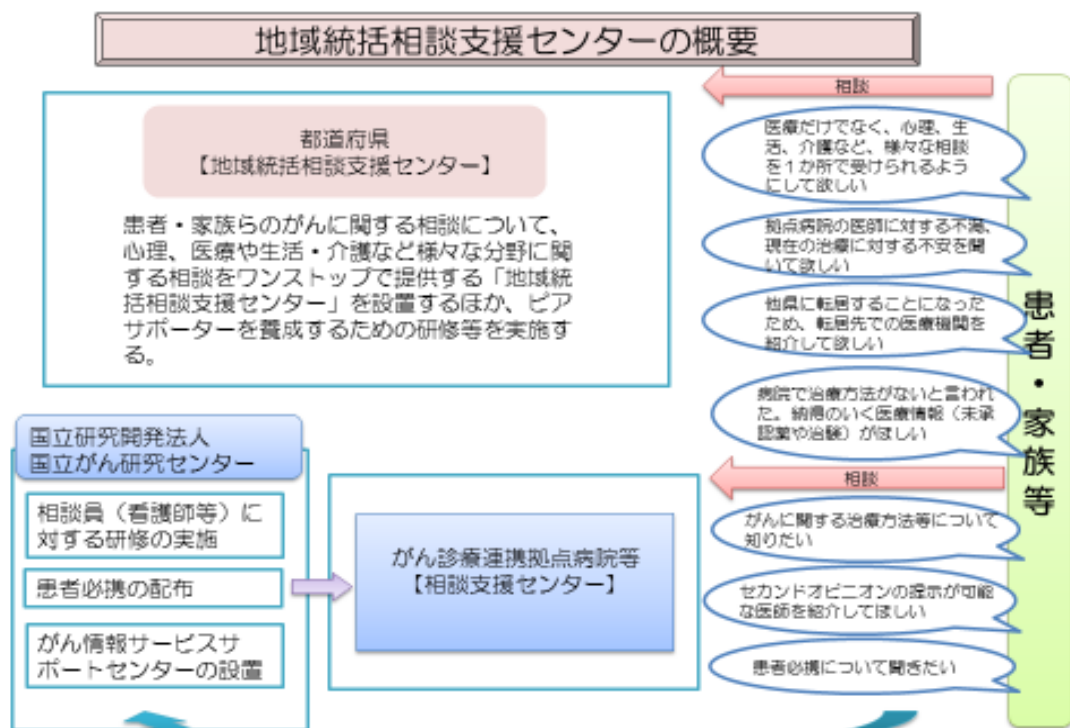 地域統括相談支援センターの概要
相談
都道府県
【地域統括相談支援センター】
患者・家族らのがんに関する相談について、
心理、医療や生活・介護など様々な分野に関
する相談をワンストップで提供する「地域統
括相談支援センター」を設置するほか、ピア
サポーターを養成するための研修等を実施す
る。
医療だけでなく、心理、生
活、介護など、様々な相談
を1か所で受けられるよう
にして欲しい
拠点病院の医師に対する不満、
現在の治療に対する不安を聞
いて欲しい
他県に転居することになった
ため、転居先での医療機関を
紹介して欲しい
病院で治療方法がないと言われ
た。納得のいく医療情報（未承
認薬や治験）がほしい
患者・家族等
国立研究開発法人
国立がん研究センター
相談員（看護師等）に
対する研修の実施
患者必携の配布
がん情報サービスサ
ポートセンターの設置
がん診療連携拠点病院等
【相談支援センター】
相談
がんに関する治療方法等について
知りたい
セカンドオピニオンの提示が可能
な医師を紹介してほしい
患者必携について聞きたい